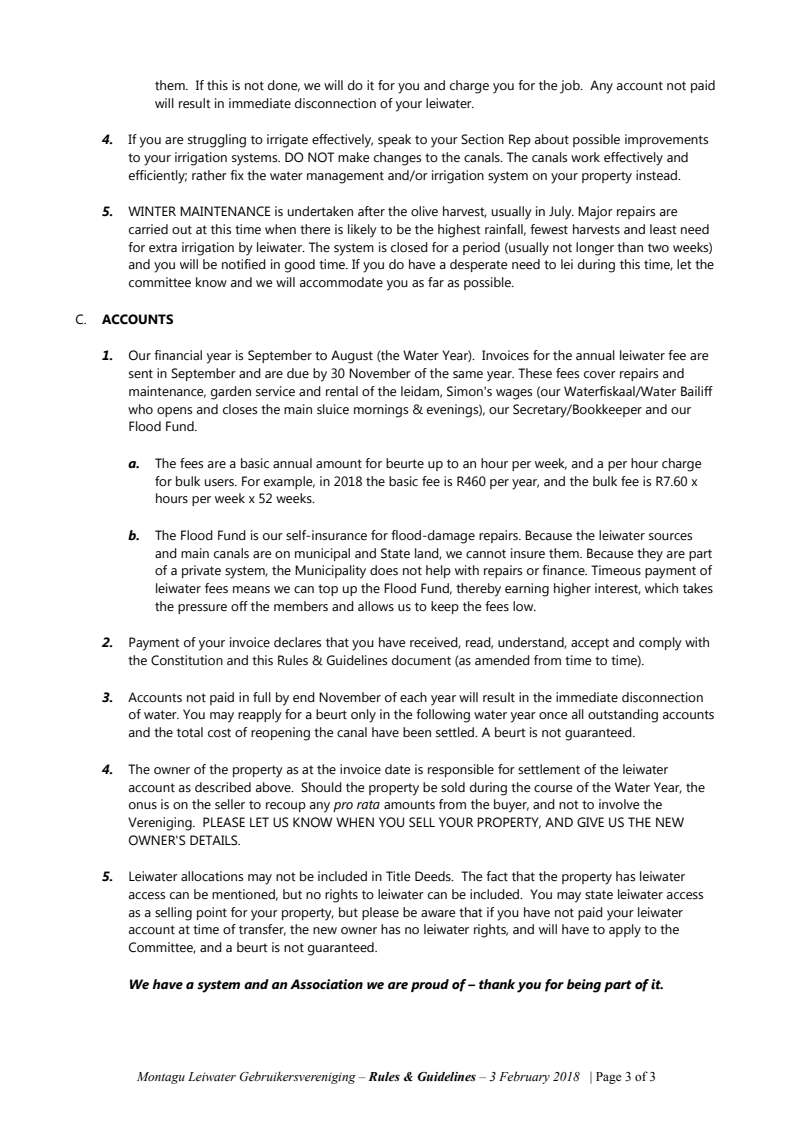 them.  If this is not done, we will do it for you and charge you for the job.  Any account not paid
will result in immediate disconnection of your leiwater.
4. If you are struggling to irrigate effectively, speak to your Section Rep about possible improvements
to your irrigation systems. DO NOT make changes to the canals. The canals work effectively and
efficiently; rather fix the water management and/or irrigation system on your property instead.
5. WINTER MAINTENANCE is undertaken after the olive harvest, usually in July. Major repairs are
carried out at this time when there is likely to be the highest rainfall, fewest harvests and least need
for extra irrigation by leiwater. The system is closed for a period (usually not longer than two weeks)
and you will be notified in good time. If you do have a desperate need to lei during this time, let the
committee know and we will accommodate you as far as possible.
C. ACCOUNTS
1. Our financial year is September to August (the Water Year).  Invoices for the annual leiwater fee are
sent in September and are due by 30 November of the same year. These fees cover repairs and
maintenance, garden service and rental of the leidam, Simon's wages (our Waterfiskaal/Water Bailiff
who opens and closes the main sluice mornings & evenings), our Secretary/Bookkeeper and our
Flood Fund.
a. The fees are a basic annual amount for beurte up to an hour per week, and a per hour charge
for bulk users. For example, in 2018 the basic fee is R460 per year, and the bulk fee is R7.60 x
hours per week x 52 weeks.
b. The Flood Fund is our self-insurance for flood-damage repairs. Because the leiwater sources
and main canals are on municipal and State land, we cannot insure them. Because they are part
of a private system, the Municipality does not help with repairs or finance. Timeous payment of
leiwater fees means we can top up the Flood Fund, thereby earning higher interest, which takes
the pressure off the members and allows us to keep the fees low.
2. Payment of your invoice declares that you have received, read, understand, accept and comply with
the Constitution and this Rules & Guidelines document (as amended from time to time).
3. Accounts not paid in full by end November of each year will result in the immediate disconnection
of water. You may reapply for a beurt only in the following water year once all outstanding accounts
and the total cost of reopening the canal have been settled. A beurt is not guaranteed.
4. The owner of the property as at the invoice date is responsible for settlement of the leiwater
account as described above.  Should the property be sold during the course of the Water Year, the
onus is on the seller to recoup any pro rata amounts from the buyer, and not to involve the
Vereniging.  PLEASE LET US KNOW WHEN YOU SELL YOUR PROPERTY, AND GIVE US THE NEW
OWNER'S DETAILS.
5. Leiwater allocations may not be included in Title Deeds.  The fact that the property has leiwater
access can be mentioned, but no rights to leiwater can be included.  You may state leiwater access
as a selling point for your property, but please be aware that if you have not paid your leiwater
account at time of transfer, the new owner has no leiwater rights, and will have to apply to the
Committee, and a beurt is not guaranteed.
We have a system and an Association we are proud of – thank you for being part of it.
Montagu Leiwater Gebruikersvereniging – Rules & Guidelines – 3 February 2018   | Page 3 of 3